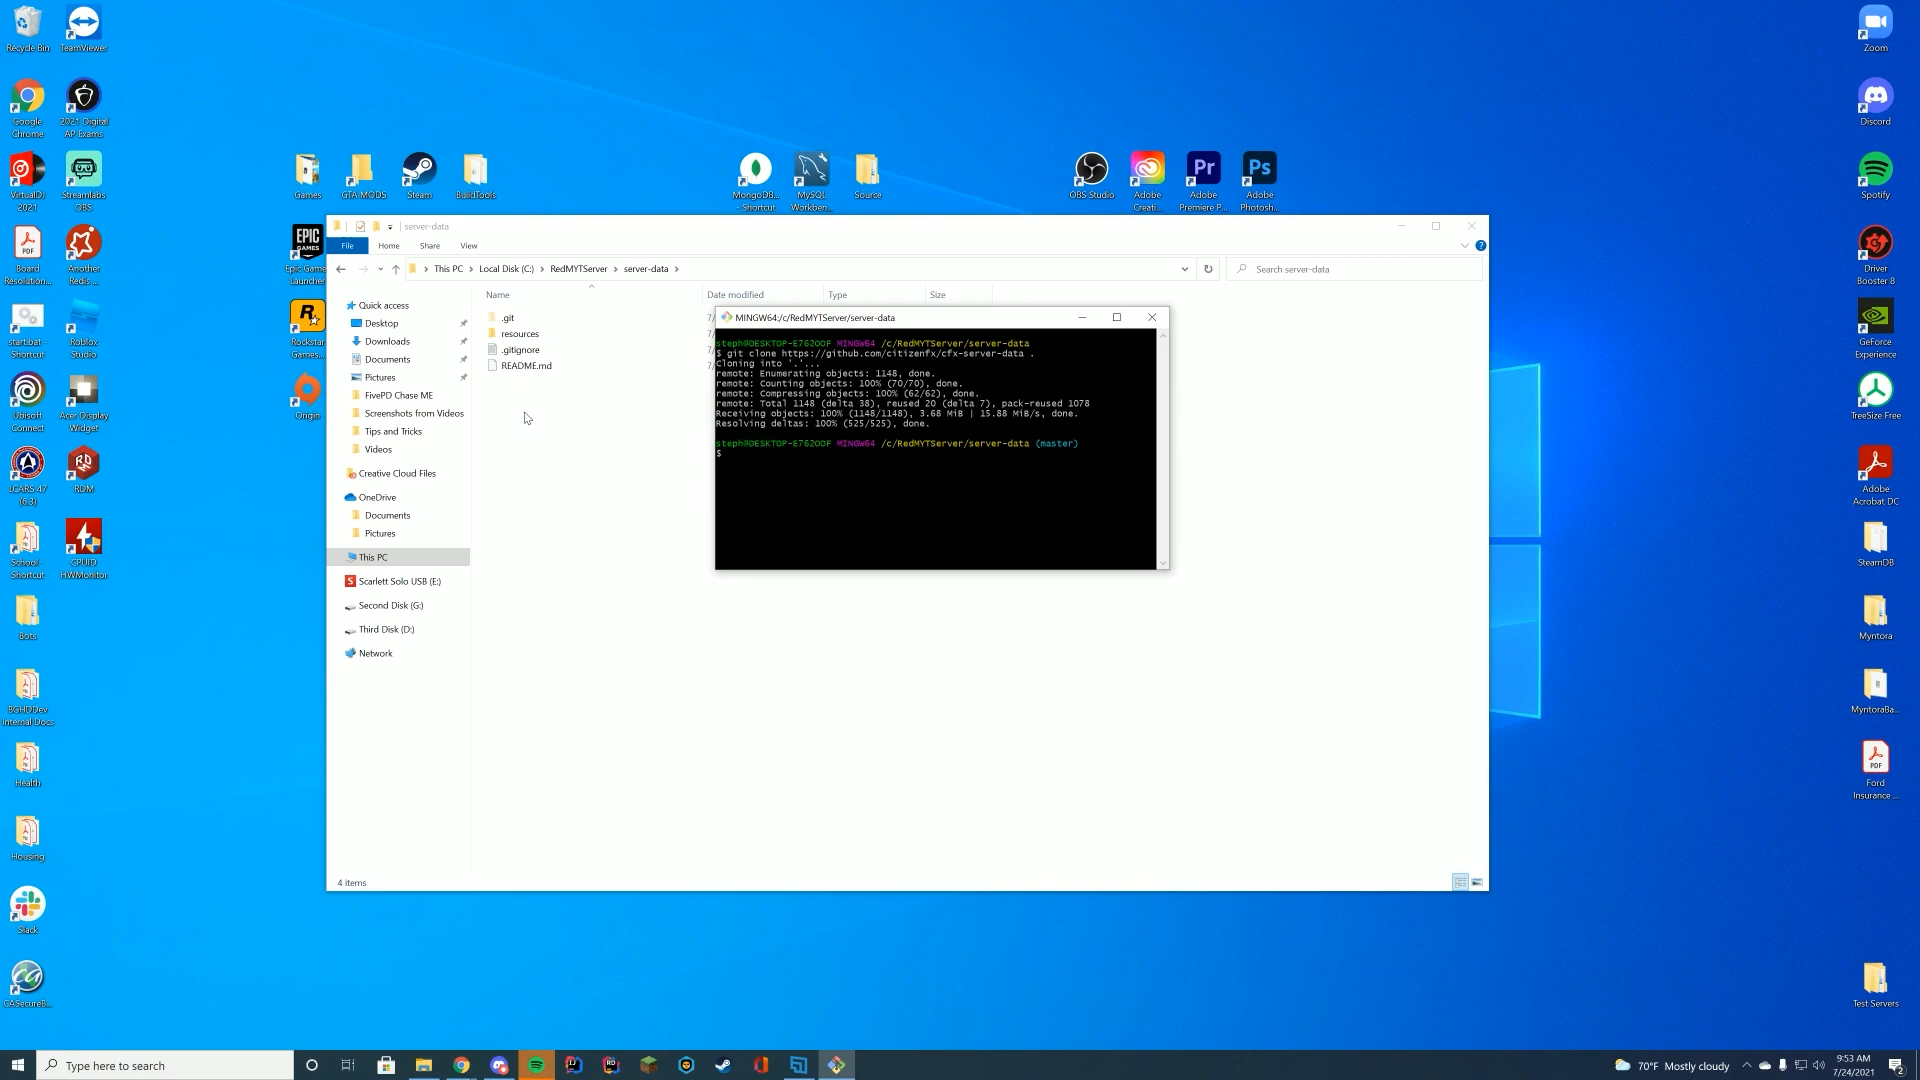 Recycle Bin
TeamViewer
Zoom
Google
Chrome
2021 Digital
AP Exams
Discord
VirtualDJ
2021
Streamlabs
OBS
Games
GTA MODS
Steam
BuildTools
MongoDB...
- Shortcut
MySQL
Workben...
Source
OBS Studio
Adobe
Creati...
Adobe
Premiere P...
Adobe
Photosh...
Spotify
server-data
File
Home
Share
View
This PC
Local Disk (C:)
RedMYTServer
server-data
Search server-data
Board
Resolution...
Another
Redis ...
Epic Game
Launcher
Driver
Booster 8
Quick access
Desktop
Downloads
Documents
Pictures
FivePD Chase ME
Screenshots from Videos
Tips and Tricks
Videos
Creative Cloud Files
OneDrive
Documents
Pictures
This PC
Scarlett Solo USB (E:)
Second Disk (G:)
Third Disk (D:)
Network
Name
Date modified
Type
Size
.git
resources
.gitignore
README.md
4 items
MINGW64:/c/RedMYTServer/server-data
steph@DESKTOP-E7620OF MINGW64 /c/RedMYTServer/server-data
$ git clone https://github.com/citizenfx/cfx-server-data .
Cloning into '.'...
remote: Enumerating objects: 1148, done.
remote: Counting objects: 100% (70/70), done.
remote: Compressing objects: 100% (62/62), done.
remote: Total 1148 (delta 38), reused 20 (delta 7), pack-reused 1078
Receiving objects: 100% (1148/1148), 3.68 MiB | 15.88 MiB/s, done.
Resolving deltas: 100% (525/525), done.
steph@DESKTOP-E7620OF MINGW64 /c/RedMYTServer/server-data (master)
$
start.bat -
Shortcut
Roblox
Studio
Rockstar
Games...
GeForce
Experience
Ubisoft
Connect
Acer Display
Widget
Origin
TreeSize Free
LCARS 47
(6.3)
RDM
Adobe
Acrobat DC
School -
Shortcut
CPUID
HWMonitor
SteamDB
Bots
Myntora
BGHDDev
Internal Docs
MyntoraBa...
Health
Ford
Insurance ...
Housing
Slack
CASecureB...
Test Servers
Type here to search
70°F Mostly cloudy
9:53 AM
7/24/2021
2